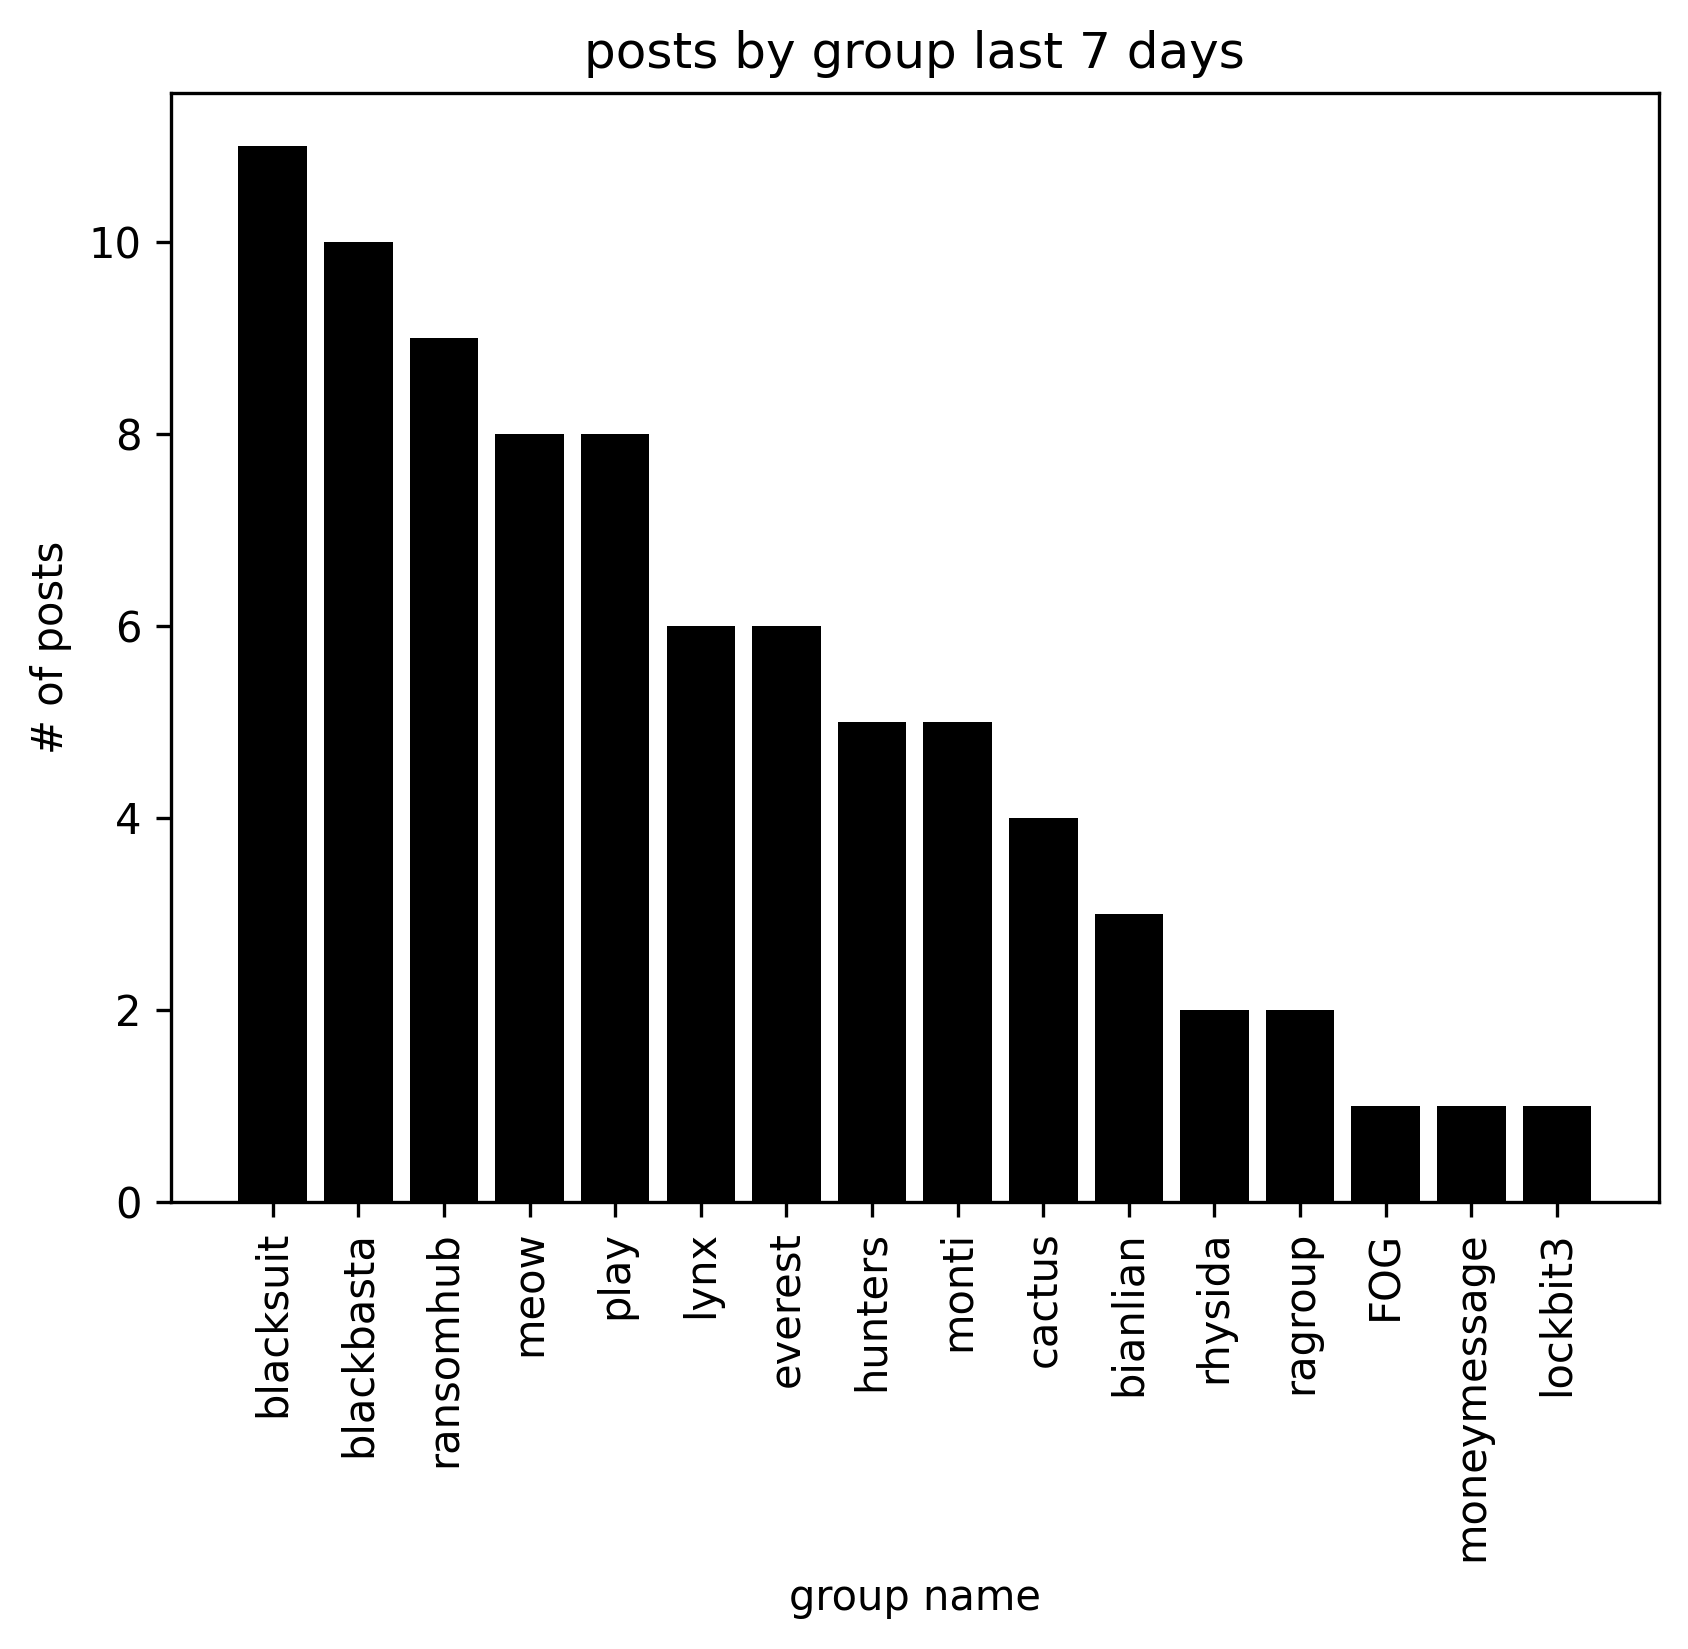 posts by group last 7 days
# of posts
10
8
6
4
2
0
blacksuit
blackbasta
ransomhub
meow
play
lynx
everest
hunters
monti
cactus
bianlian
rhysida
ragroup
FOG
moneymessage
lockbit3
group name